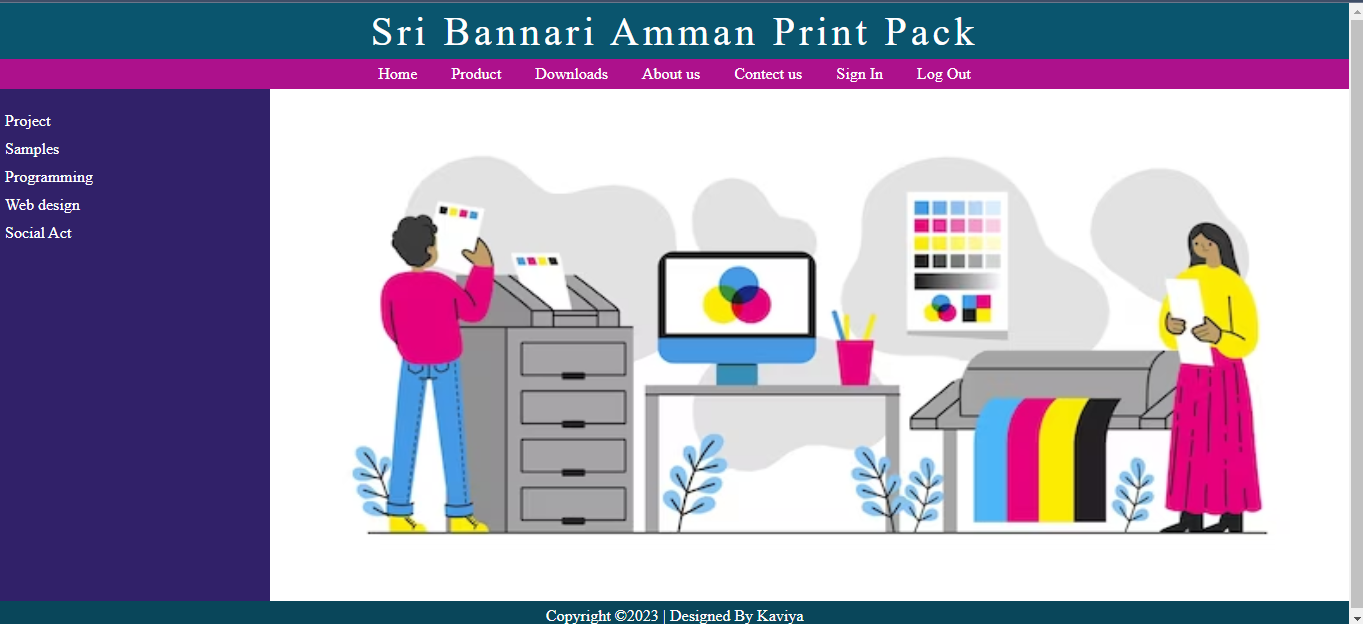 Sri Bannari Amman Print Pack
Home Product Downloads About us Contect us Sign In Log Out
Project
Samples
Programming
Web design
Social Act
Copyright ©2023 | Designed By Kaviya